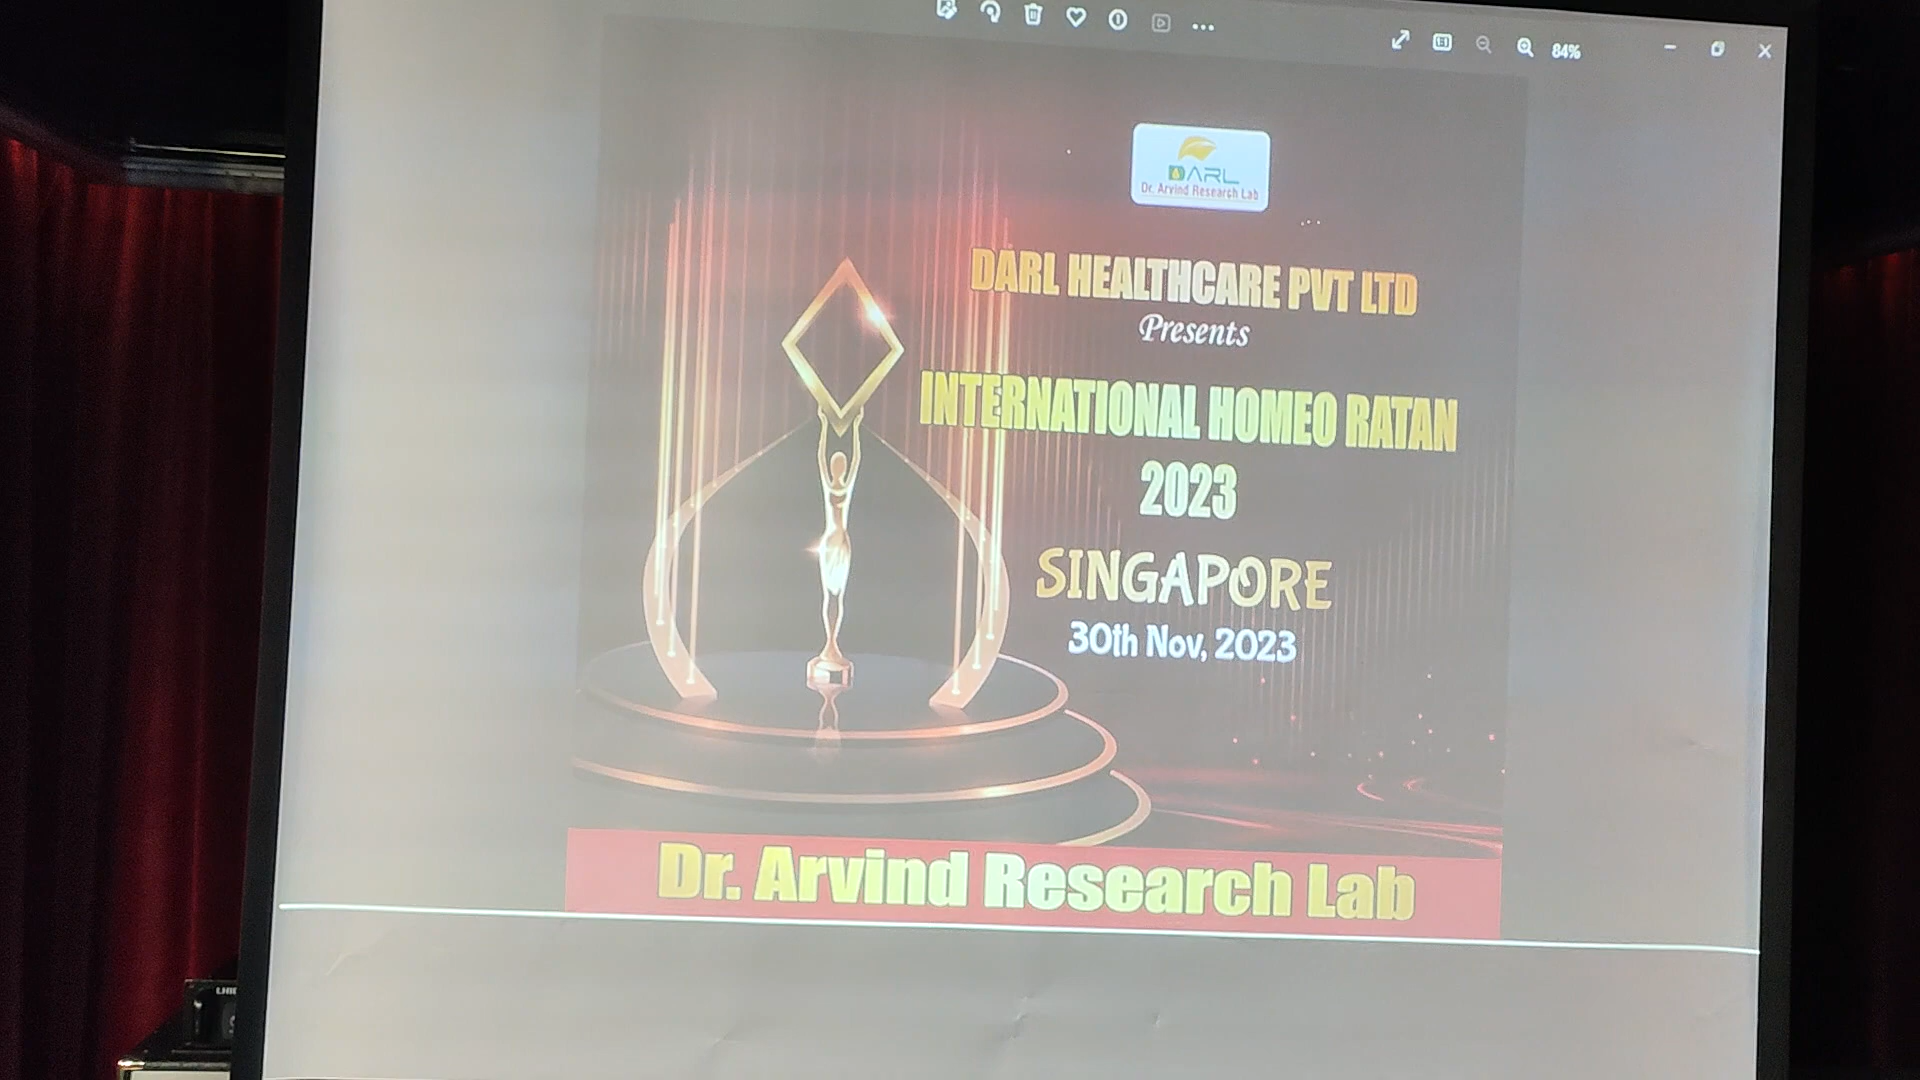 84%
DARL
Dr. Arvind Research Lab
DARL HEALTHCARE PVT LTD
Presents
INTERNATIONAL HOMEO RATAN
2023
SINGAPORE
30th Nov, 2023
Dr. Arvind Research Lab